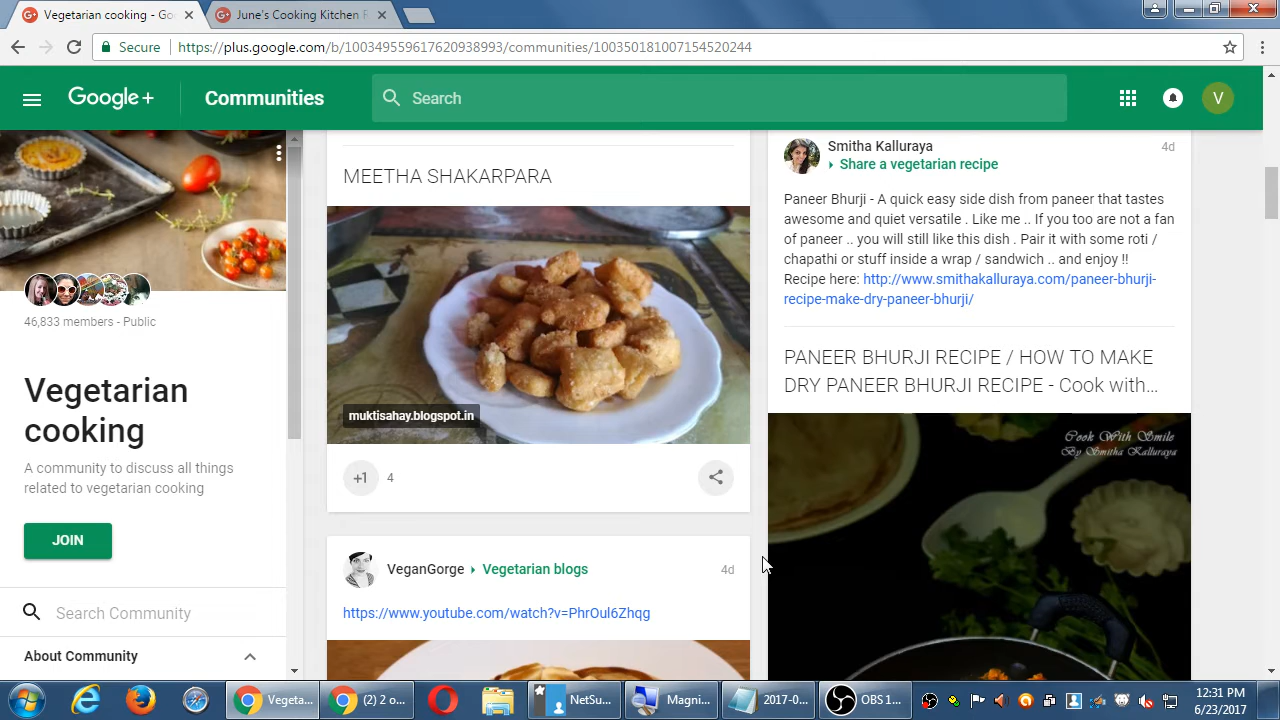 Vegetarian cooking - Go
June's Cooking Kitchen R
Secure
https://plus.google.com/b/100349559617620938993/communities/100350181007154520244
Google+
Communities
Search
V
46,833 members - Public
Vegetarian
cooking
A community to discuss all things
related to vegetarian cooking
JOIN
Search Community
About Community
MEETHA SHAKARPARA
muktisahay.blogspot.in
+1 4
VeganGorge
Vegetarian blogs
4d
https://www.youtube.com/watch?v=PhrOul6Zhqg
Smitha Kalluraya
4d
Share a vegetarian recipe
Paneer Bhurji - A quick easy side dish from paneer that tastes
awesome and quiet versatile . Like me .. If you too are not a fan
of paneer .. you will still like this dish . Pair it with some roti /
chapathi or stuff inside a wrap / sandwich .. and enjoy !!
Recipe here: http://www.smithakalluraya.com/paneer-bhurji-
recipe-make-dry-paneer-bhurji/
PANEER BHURJI RECIPE / HOW TO MAKE
DRY PANEER BHURJI RECIPE - Cook with...
Cook With Smile
By Smitha Kalluraya
Vegeta...
(2) 2 o...
NetSu...
Magni...
2017-0...
OBS 1...
12:31 PM
6/23/2017